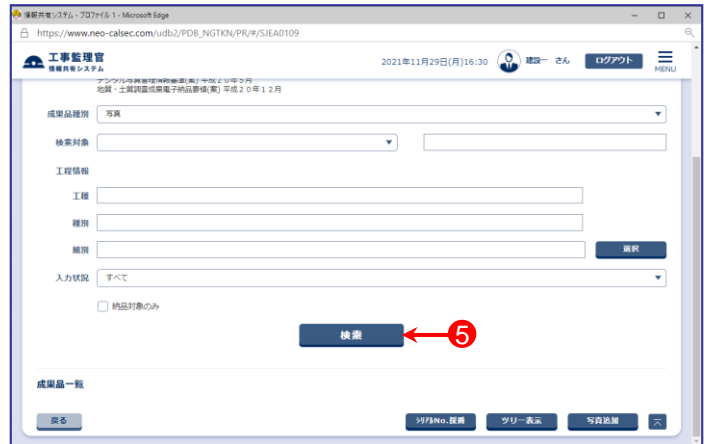 情報共有システム - プロファイル 1 - Microsoft Edge
https://www.neo-calsec.com/udb2/PDB_NGTKN/PR/#/SJEA0109
工事監理官
情報共有システム
2021年11月29日(月)16:30 建設一 さん ログアウト
MENU
デジタル写真管理情報基準(案) 平成20年5月
地質・土質調査成果電子納品要領(案) 平成20年12月
成果品種別 写真
検索対象
工程情報
工種
種別
細別 選択
入力状況 すべて
納品対象のみ
検索 5
成果品一覧
戻る ｼﾘｱﾙNo.採番 ツリー表示 写真追加